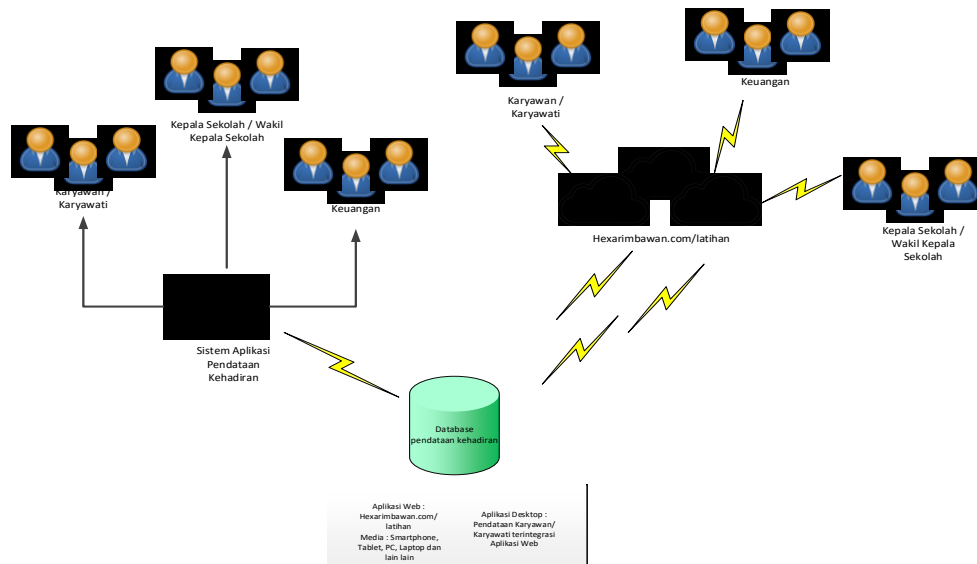 Kepala Sekolah / Wakil
Kepala Sekolah
Karyawan /
Karyawati
Keuangan
Karyawan /
Karyawati
Keuangan
Kepala Sekolah /
Wakil Kepala
Sekolah
Hexarimbawan.com/latihan
Sistem Aplikasi
Pendataan
Kehadiran
Database
pendataan kehadiran
Aplikasi Web :
Hexarimbawan.com/
latihan
Media : Smartphone,
Tablet, PC, Laptop dan
lain lain
Aplikasi Desktop :
Pendataan Karyawan/
Karyawati terintegrasi
Aplikasi Web